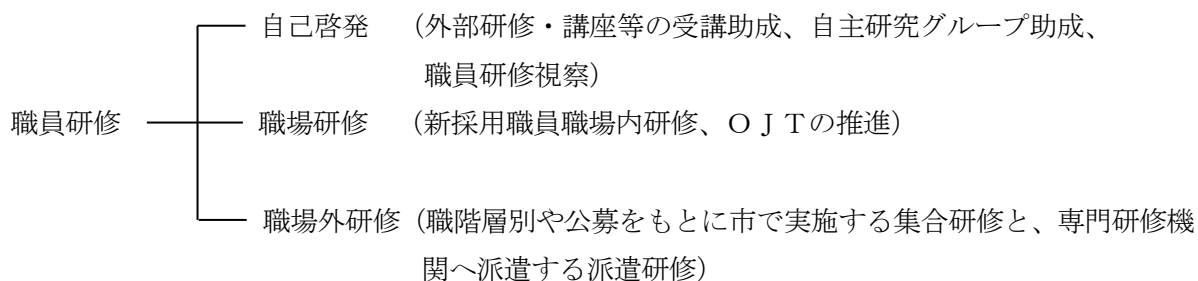 自己啓発 （外部研修・講座等の受講助成、自主研究グループ助成、
職員研修視察）
職員研修 職場研修 （新採用職員職場内研修、ＯＪＴの推進）
職場外研修（職階層別や公募をもとに市で実施する集合研修と、専門研修機
関へ派遣する派遣研修）